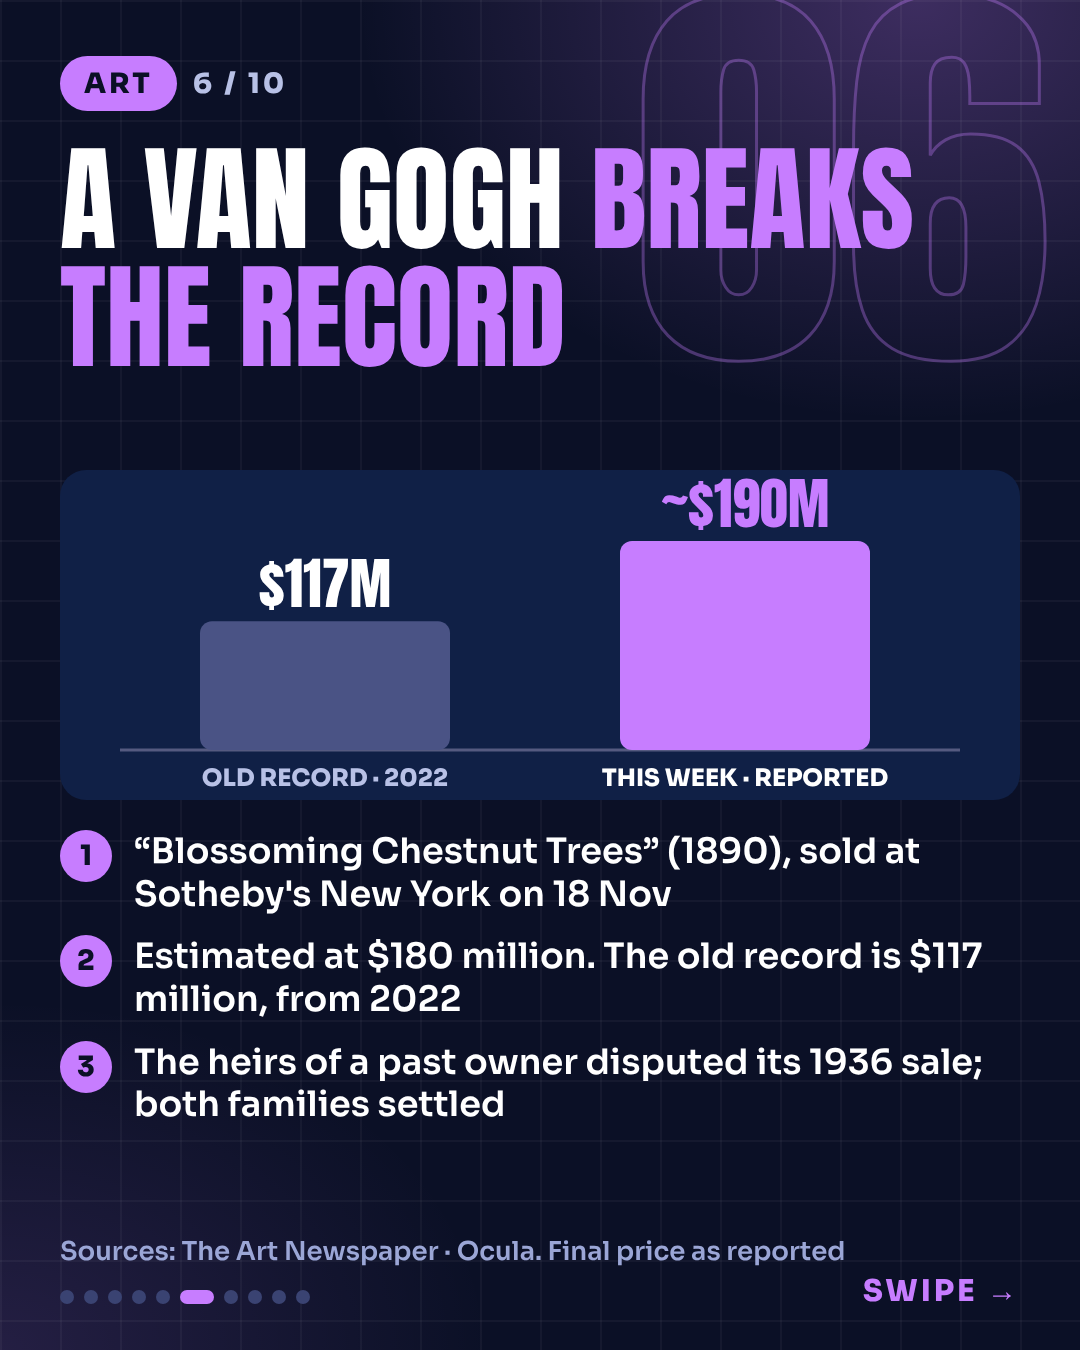 ART 6 / 10
06
A VAN GOGH BREAKS
THE RECORD
~$190M
$117M
OLD RECORD · 2022
THIS WEEK · REPORTED
1 “Blossoming Chestnut Trees” (1890), sold at
Sotheby's New York on 18 Nov
2 Estimated at $180 million. The old record is $117
million, from 2022
3 The heirs of a past owner disputed its 1936 sale;
both families settled
Sources: The Art Newspaper · Ocula. Final price as reported
SWIPE →